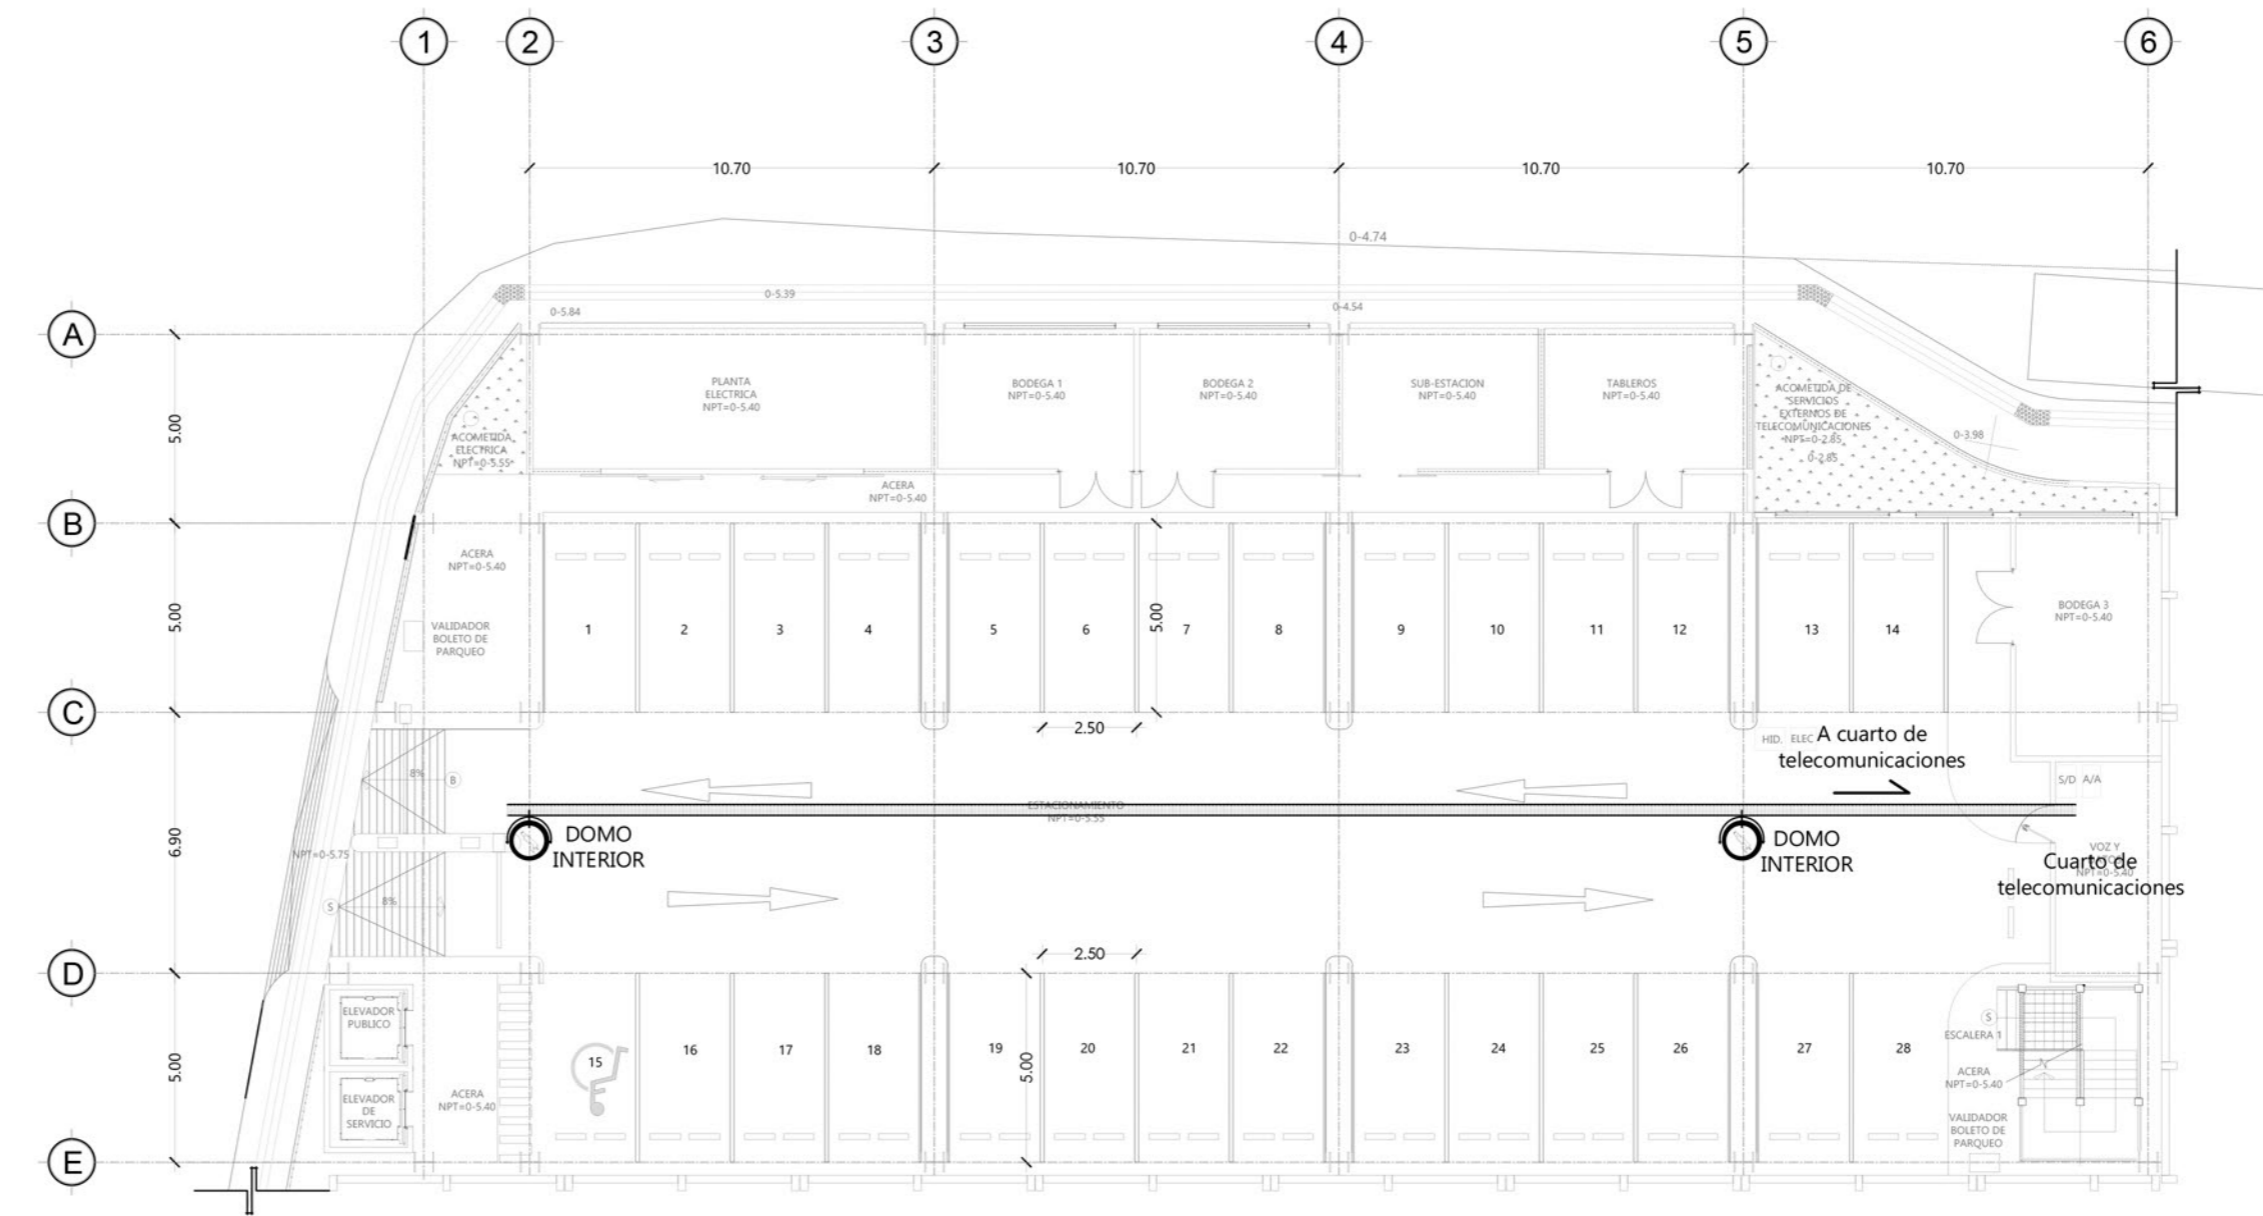 1 2 3 4 5 6
10.70 10.70 10.70 10.70
0-4.74
0-5.39
0-5.84
0-4.54
A
5.00
PLANTA
ELECTRICA
NPT=0-5.40
BODEGA 1
NPT=0-5.40
BODEGA 2
NPT=0-5.40
SUB-ESTACION
NPT=0-5.40
TABLEROS
NPT=0-5.40
ACOMETIDA DE
SERVICIOS
EXTERNOS DE
TELECOMUNICACIONES
NPT=0-2.85
0-2.85
0-3.98
ACOMETIDA
ELECTRICA
NPT=0-5.55
ACERA
NPT=0-5.40
B
5.00
ACERA
NPT=0-5.40
VALIDADOR
BOLETO DE
PARQUEO
1 2 3 4 5 6 5.00 7 8 9 10 11 12 13 14
BODEGA 3
NPT=0-5.40
C
2.50
HID. ELEC
A cuarto de
telecomunicaciones
S/D A/A
8% B
ESTACIONAMIENTO
NPT=0-5.55
6.90
NPT=0-5.75
DOMO
INTERIOR
DOMO
INTERIOR
VOZ Y
NPT=0-5.40
Cuarto de
telecomunicaciones
S 8%
D
2.50
5.00
ELEVADOR
PUBLICO
ELEVADOR
DE
SERVICIO
ACERA
NPT=0-5.40
15 16 17 18 19 5.00 20 21 22 23 24 25 26 27 28
S
ESCALERA 1
ACERA
NPT=0-5.40
VALIDADOR
BOLETO DE
PARQUEO
E